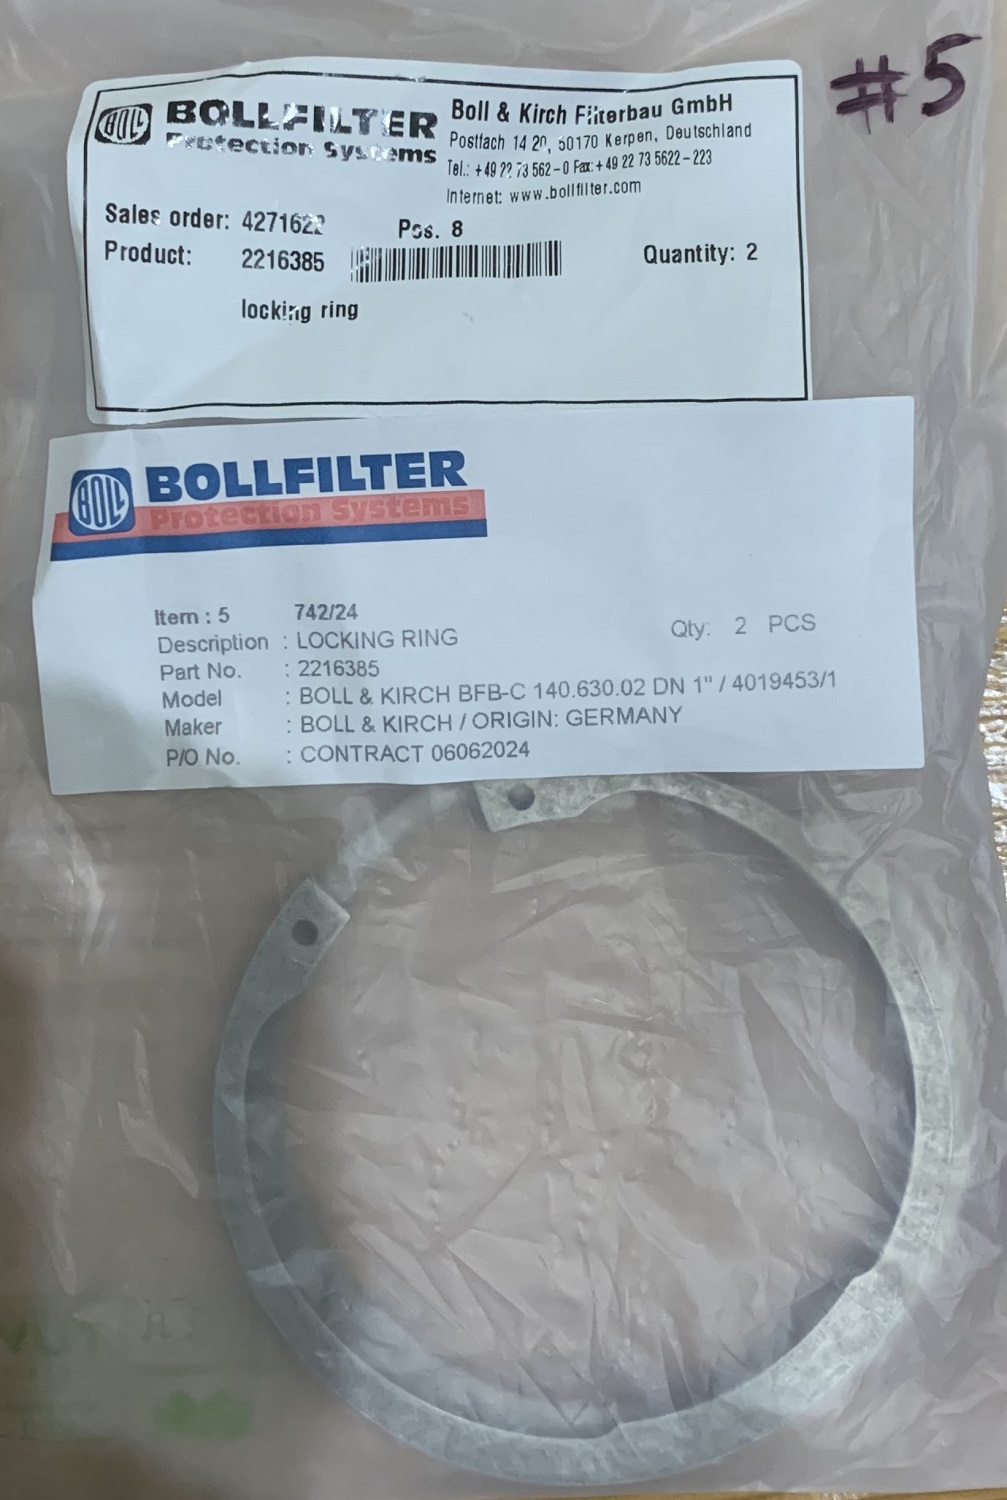 #5
BOLL
BOLLFILTER
Protection Systems
Boll & Kirch Filterbau GmbH
Postfach 14 20, 50170 Kerpen, Deutschland
Tel.: +49 22 73 562-0 Fax: +49 22 73 5622-223
Internet: www.bollfilter.com
Sales order: 4271622 Pos. 8
Product: 2216385 Quantity: 2
locking ring
BOLL
BOLLFILTER
Protection Systems
Item : 5 742/24
Description : LOCKING RING Qty: 2 PCS
Part No. : 2216385
Model : BOLL & KIRCH BFB-C 140.630.02 DN 1" / 4019453/1
Maker : BOLL & KIRCH / ORIGIN: GERMANY
P/O No. : CONTRACT 06062024